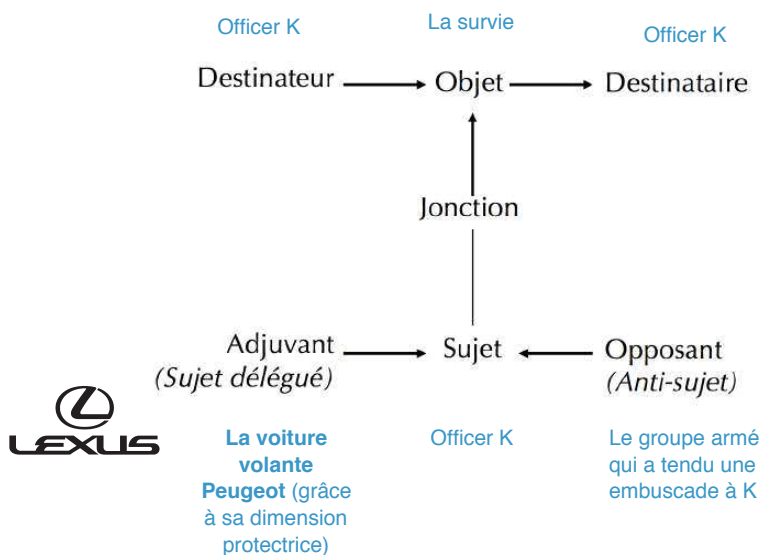 Officer K
La survie
Officer K
Destinateur
Objet
Destinataire
Jonction
Adjuvant
(Sujet délégué)
Sujet
Opposant
(Anti-sujet)
LEXUS
La voiture
volante
Peugeot (grâce
à sa dimension
protectrice)
Officer K
Le groupe armé
qui a tendu une
embuscade à K